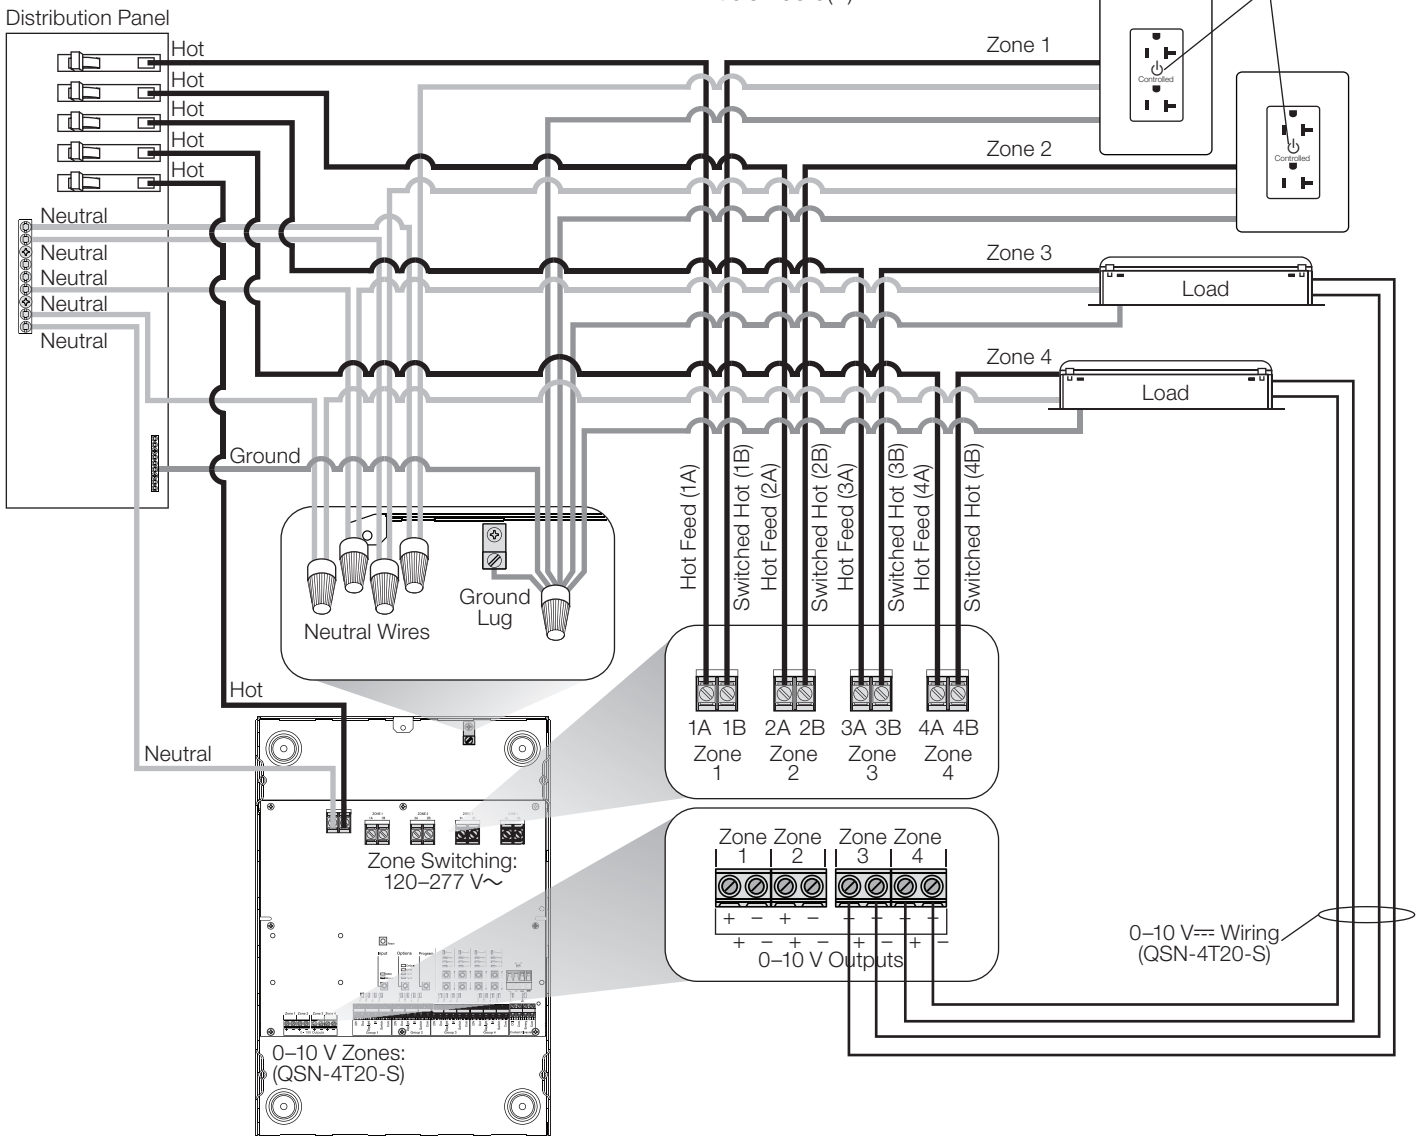 Distribution Panel
Hot
Hot
Hot
Hot
Hot
Neutral
Neutral
Neutral
Neutral
Neutral
Ground
Zone 1
Controlled
Zone 2
Controlled
Zone 3
Load
Zone 4
Load
Hot Feed (1A)
Switched Hot (1B)
Hot Feed (2A)
Switched Hot (2B)
Hot Feed (3A)
Switched Hot (3B)
Hot Feed (4A)
Switched Hot (4B)
Ground
Lug
Neutral Wires
Hot
Neutral
1A 1B 2A 2B 3A 3B 4A 4B
Zone Zone Zone Zone
1 2 3 4
Zone Switching:
120–277 V~
Input Options Program
Zone Zone Zone Zone
1 2 3 4
+ − + − + − + −
+ − + − + − + −
0–10 V Outputs
0–10 V⎓ Wiring
(QSN-4T20-S)
0–10 V Zones:
(QSN-4T20-S)